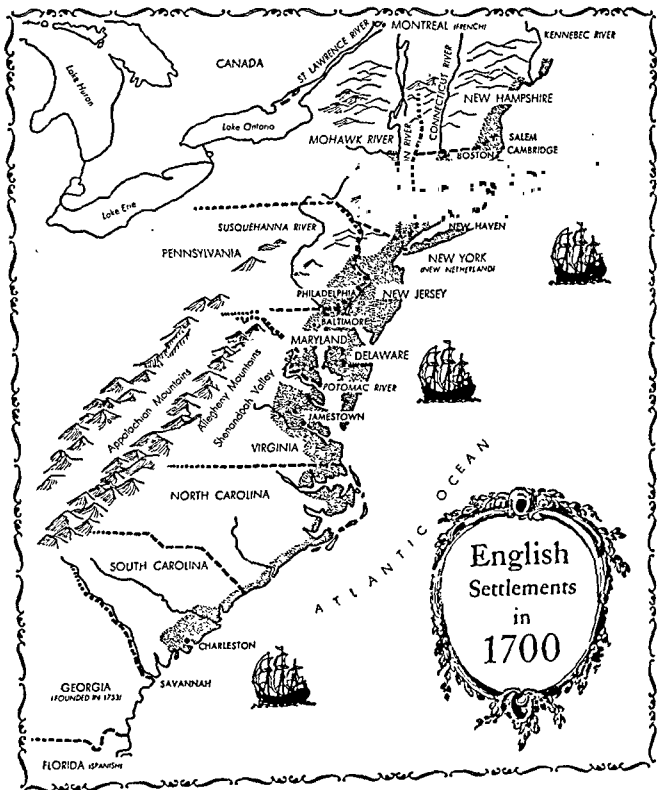 MONTREAL (FRENCH)
KENNEBEC RIVER
ST LAWRENCE RIVER
CANADA
Lake Huron
CONNECTICUT RIVER
NEW HAMPSHIRE
Lake Ontario
MOHAWK RIVER
RIVER
SALEM
CAMBRIDGE
BOSTON
Lake Erie
SUSQUEHANNA RIVER
NEW HAVEN
PENNSYLVANIA
NEW YORK
(NEW NETHERLAND)
PHILADELPHIA
NEW JERSEY
BALTIMORE
MARYLAND
DELAWARE
Appalachian Mountains
Allegheny Mountains
Shenandoah Valley
POTOMAC RIVER
JAMESTOWN
VIRGINIA
NORTH CAROLINA
ATLANTIC OCEAN
SOUTH CAROLINA
English
Settlements
in
1700
CHARLESTON
GEORGIA
(FOUNDED IN 1753)
SAVANNAH
FLORIDA (SPANISH)